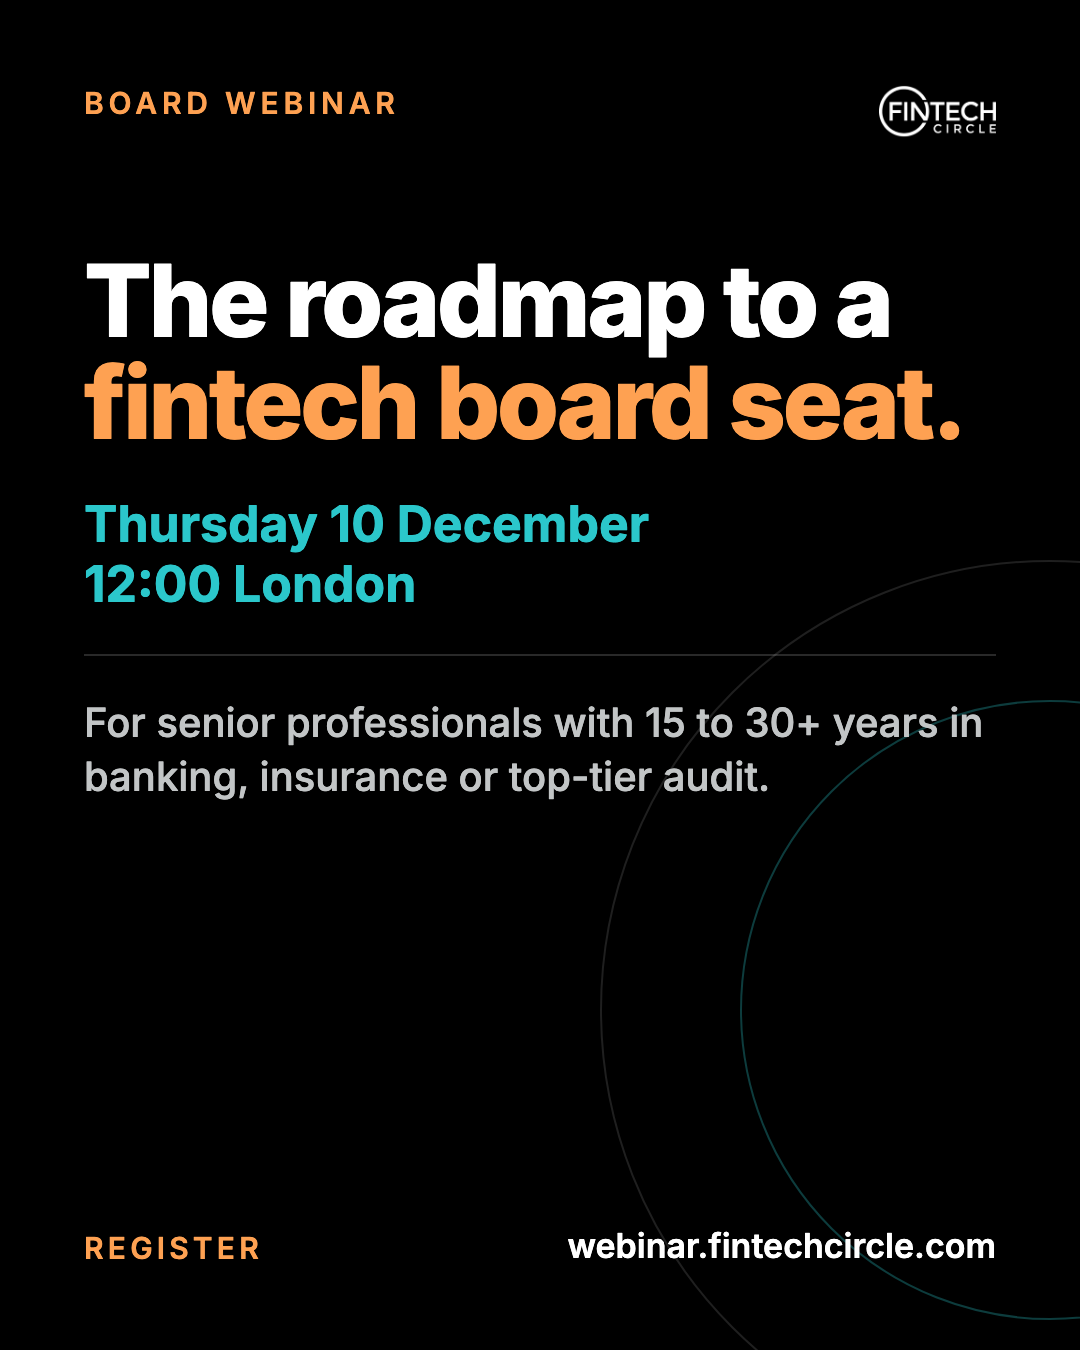 BOARD WEBINAR
FINTECH
CIRCLE
The roadmap to a
fintech board seat.
Thursday 10 December
12:00 London
For senior professionals with 15 to 30+ years in
banking, insurance or top-tier audit.
REGISTER
webinar.fintechcircle.com